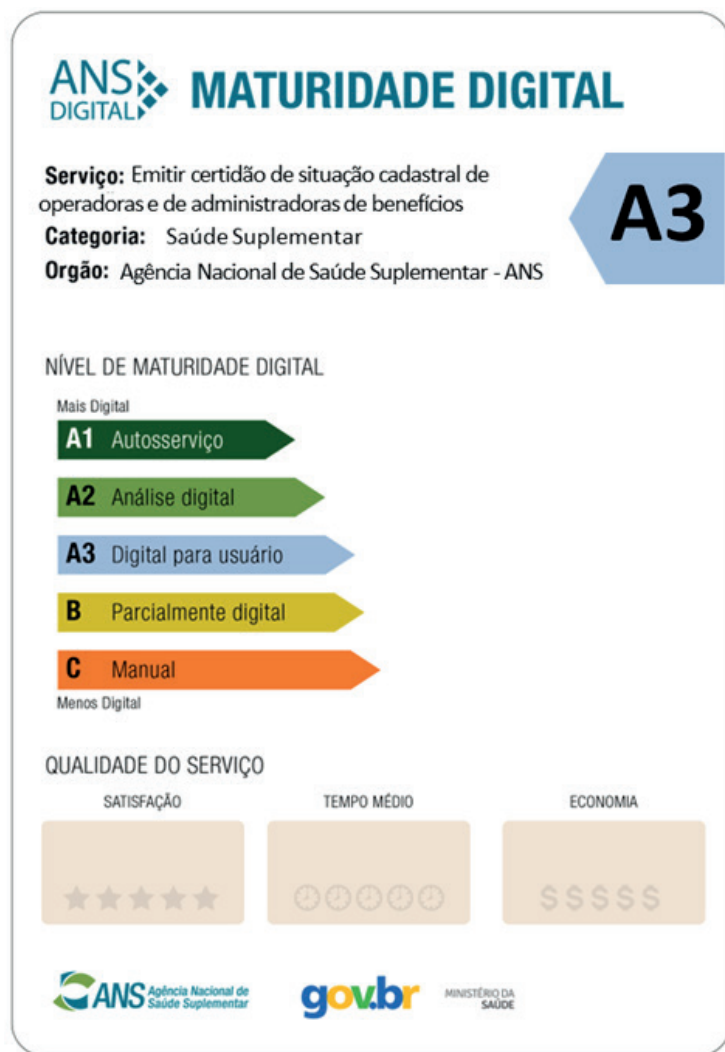 ANS
DIGITAL
MATURIDADE DIGITAL
Serviço: Emitir certidão de situação cadastral de
operadoras e de administradoras de benefícios
A3
Categoria: Saúde Suplementar
Orgão: Agência Nacional de Saúde Suplementar - ANS
NÍVEL DE MATURIDADE DIGITAL
Mais Digital
A1 Autosserviço
A2 Análise digital
A3 Digital para usuário
B Parcialmente digital
C Manual
Menos Digital
QUALIDADE DO SERVIÇO
SATISFAÇÃO TEMPO MÉDIO ECONOMIA
$$$$$
ANS Agência Nacional de
Saúde Suplementar
gov.br
MINISTÉRIO DA
SAÚDE